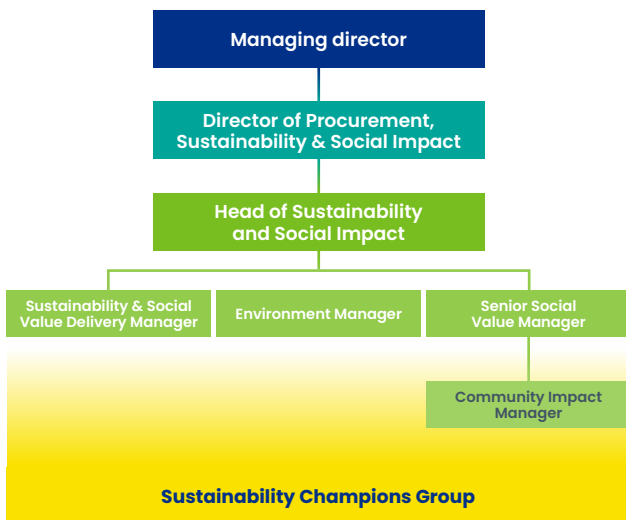 Managing director
Director of Procurement,
Sustainability & Social Impact
Head of Sustainability
and Social Impact
Sustainability & Social
Value Delivery Manager
Environment Manager
Senior Social
Value Manager
Community Impact
Manager
Sustainability Champions Group